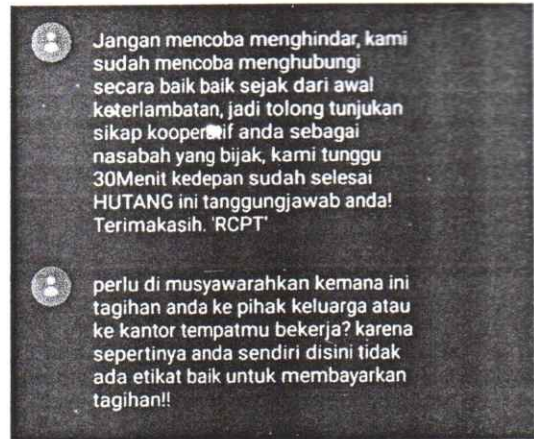 Jangan mencoba menghindar, kami
sudah mencoba menghubungi
secara baik baik sejak dari awal
keterlambatan, jadi tolong tunjukan
sikap kooperatif anda sebagai
nasabah yang bijak, kami tunggu
30Menit kedepan sudah selesai
HUTANG ini tanggungjawab anda!
Terimakasih. 'RCPT'
perlu di musyawarahkan kemana ini
tagihan anda ke pihak keluarga atau
ke kantor tempatmu bekerja? karena
sepertinya anda sendiri disini tidak
ada etikat baik untuk membayarkan
tagihan!!